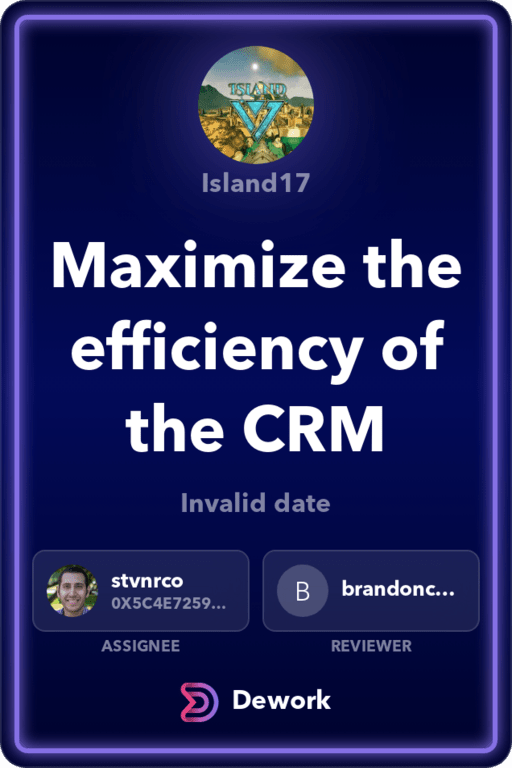 ISLAND
Island17
Maximize the
efficiency of
the CRM
Invalid date
stvnrco
0X5C4E7259...
ASSIGNEE
B
brandonc...
REVIEWER
Dework